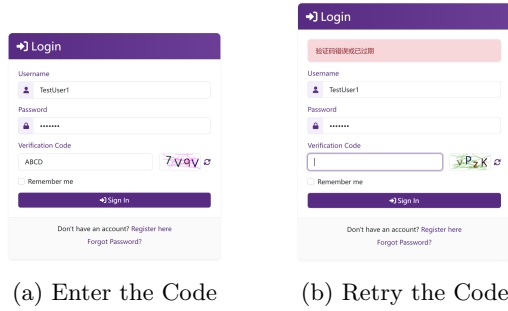 Login
Username
TestUser1
Password
•••••••
Verification Code
ABCD
7V9V
Remember me
Sign In
Don't have an account? Register here
Forgot Password?
(a) Enter the Code
Login
验证码错误或已过期
Username
TestUser1
Password
•••••••
Verification Code
vPzK
Remember me
Sign In
Don't have an account? Register here
Forgot Password?
(b) Retry the Code